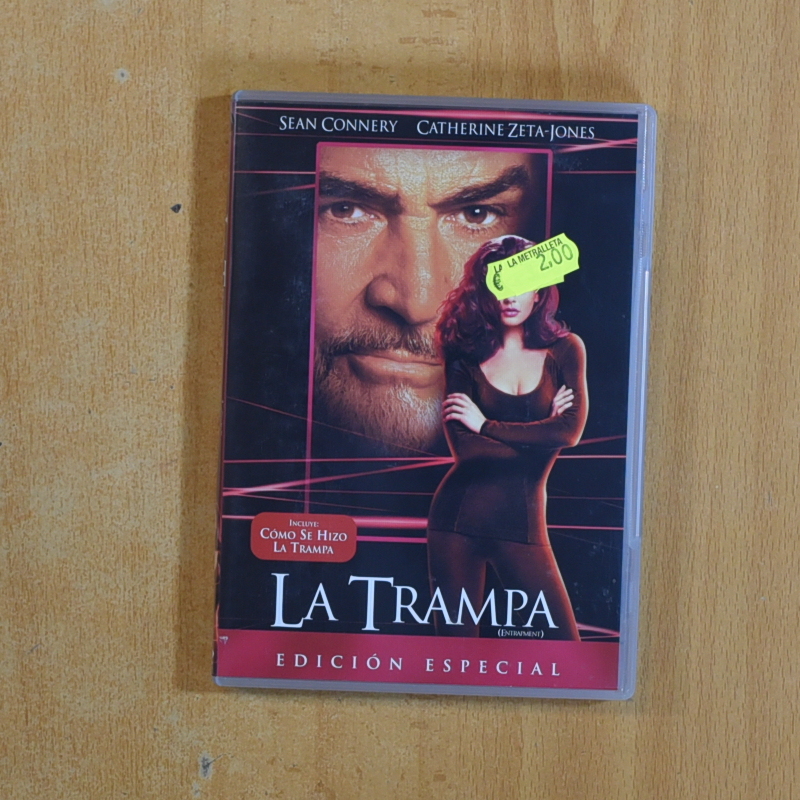 SEAN CONNERY CATHERINE ZETA-JONES
LA METRALLETA
€ 2,00
INCLUYE:
CÓMO SE HIZO
LA TRAMPA
LA TRAMPA
(ENTRAPMENT)
EDICIÓN ESPECIAL